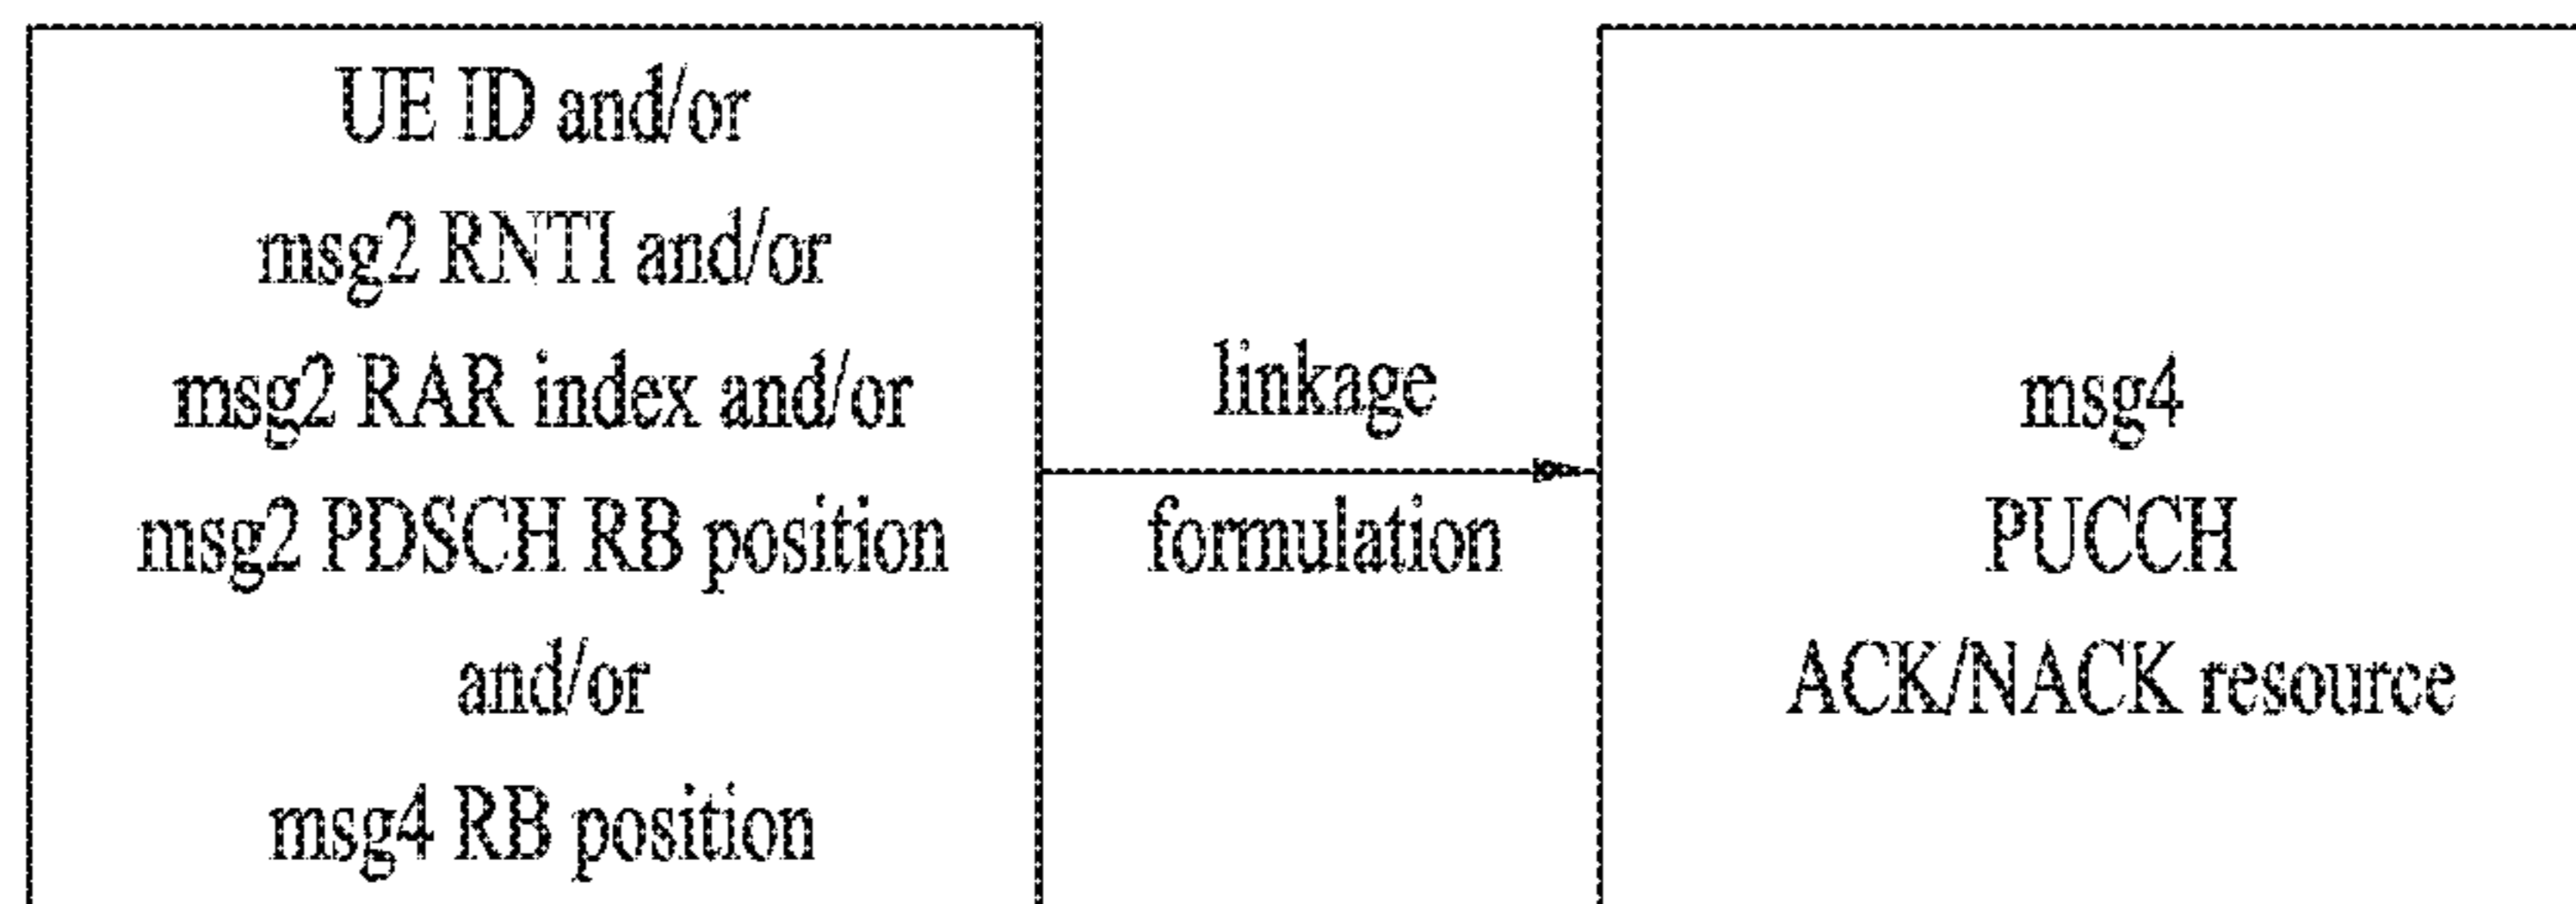 UE ID and/or
msg2 RNTI and/or
msg2 RAR index and/or
msg2 PDSCH RB position
and/or
msg4 RB position
linkage
formulation
msg4
PUCCH
ACK/NACK resource